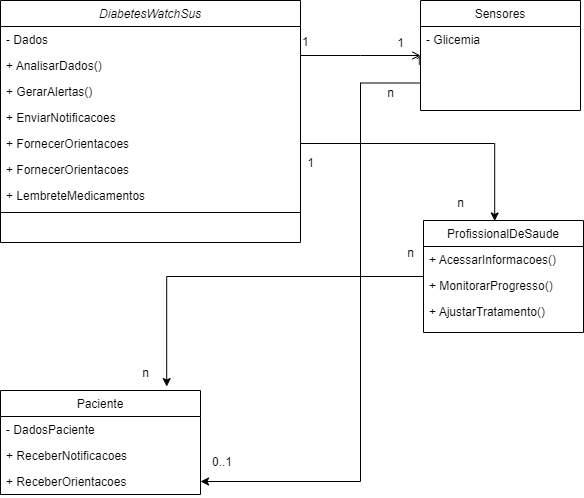 DiabetesWatchSus
- Dados
+ AnalisarDados()
+ GerarAlertas()
+ EnviarNotificacoes
+ FornecerOrientacoes
+ FornecerOrientacoes
+ LembreteMedicamentos
1
1
Sensores
- Glicemia
n
1
n
ProfissionalDeSaude
+ AcessarInformacoes()
+ MonitorarProgresso()
+ AjustarTratamento()
n
n
Paciente
- DadosPaciente
+ ReceberNotificacoes
+ ReceberOrientacoes
0..1